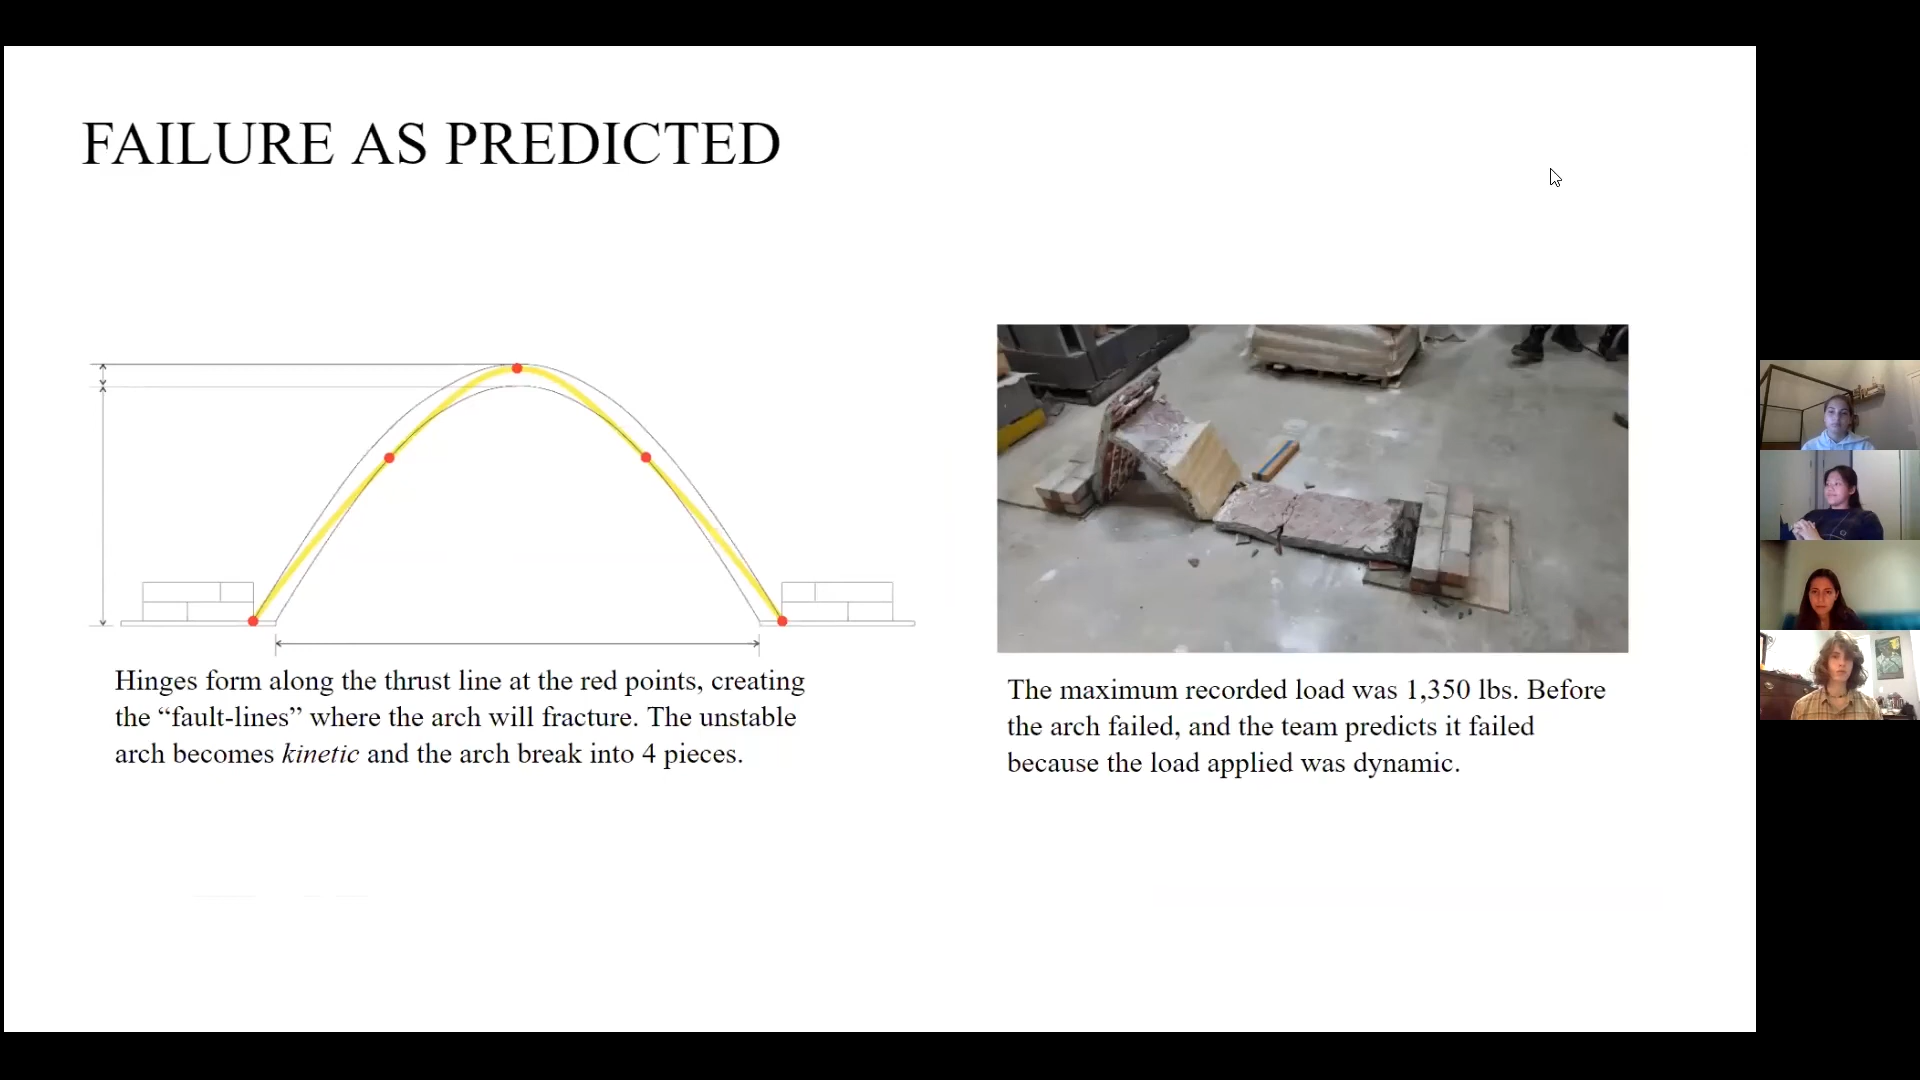 FAILURE AS PREDICTED
Hinges form along the thrust line at the red points, creating
the “fault-lines” where the arch will fracture. The unstable
arch becomes kinetic and the arch break into 4 pieces.
The maximum recorded load was 1,350 lbs. Before
the arch failed, and the team predicts it failed
because the load applied was dynamic.